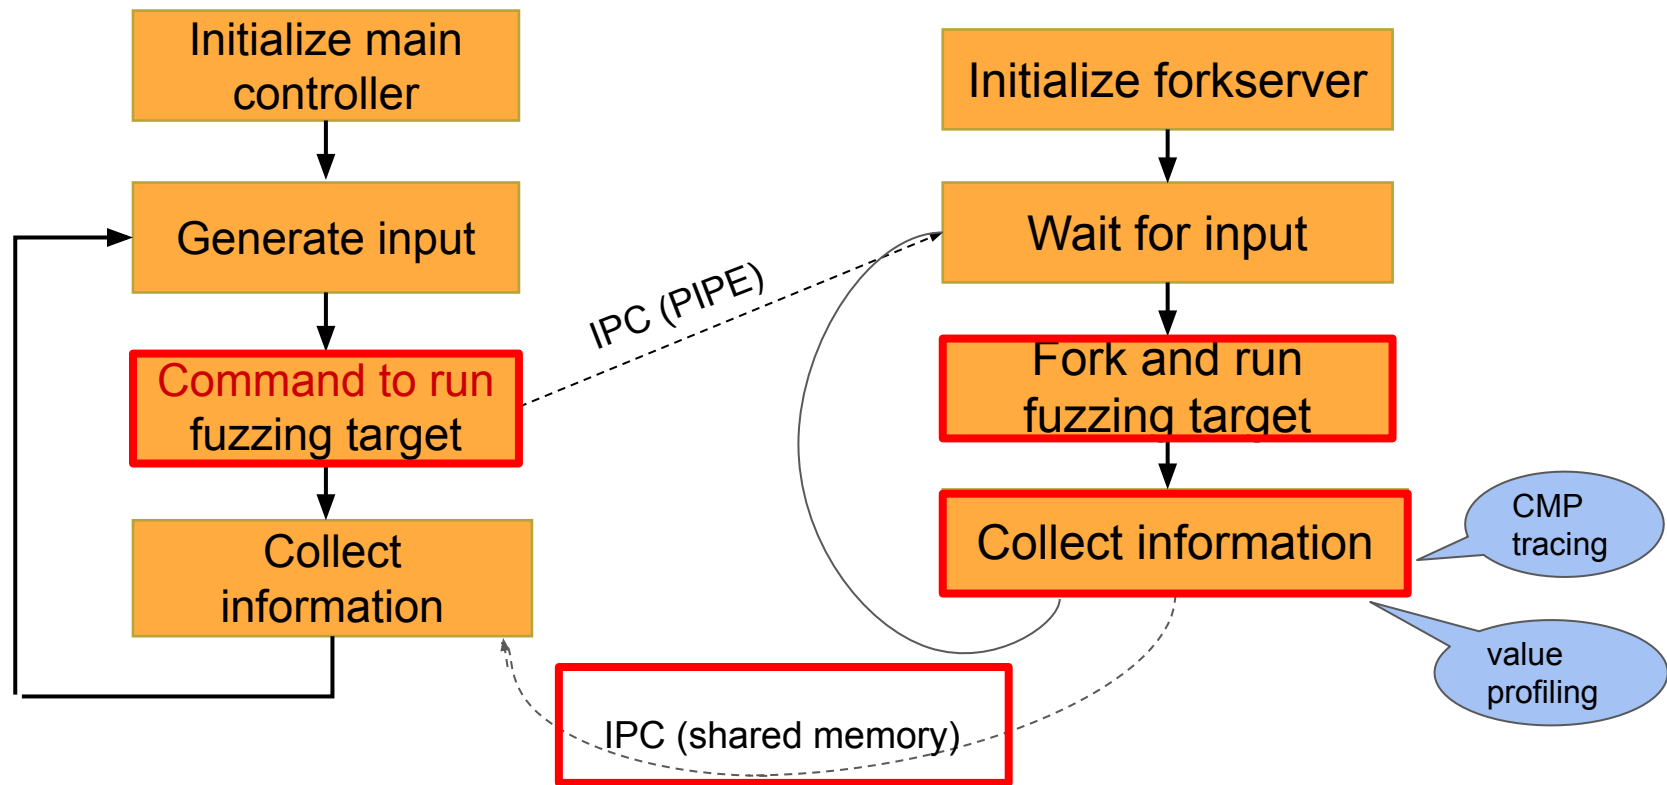 Initialize main
controller
Generate input
Command to run
fuzzing target
Collect
information
IPC (PIPE)
Initialize forkserver
Wait for input
Fork and run
fuzzing target
Collect information
CMP
tracing
value
profiling
IPC (shared memory)